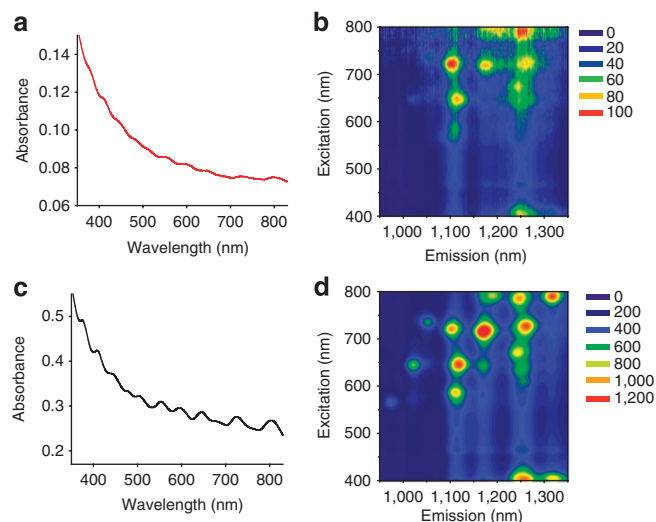 a
0.14
0.12
0.10
0.08
0.06
Absorbance
400 500 600 700 800
Wavelength (nm)
b
800
700
600
500
400
Excitation (nm)
1,000 1,100 1,200 1,300
Emission (nm)
0
20
40
60
80
100
c
0.5
0.4
0.3
0.2
Absorbance
400 500 600 700 800
Wavelength (nm)
d
800
700
600
500
400
Excitation (nm)
1,000 1,100 1,200 1,300
Emission (nm)
0
200
400
600
800
1,000
1,200